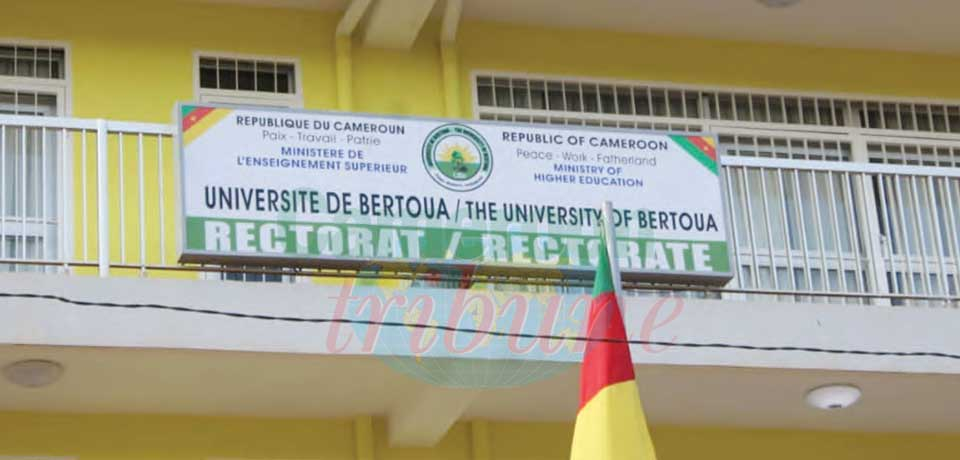 REPUBLIQUE DU CAMEROUN
Paix - Travail - Patrie
MINISTERE DE
L'ENSEIGNEMENT SUPERIEUR
REPUBLIC OF CAMEROON
Peace - Work - Fatherland
MINISTRY OF
HIGHER EDUCATION
UNIVERSITE DE BERTOUA / THE UNIVERSITY OF BERTOUA
RECTORAT / RECTORATE
tribune